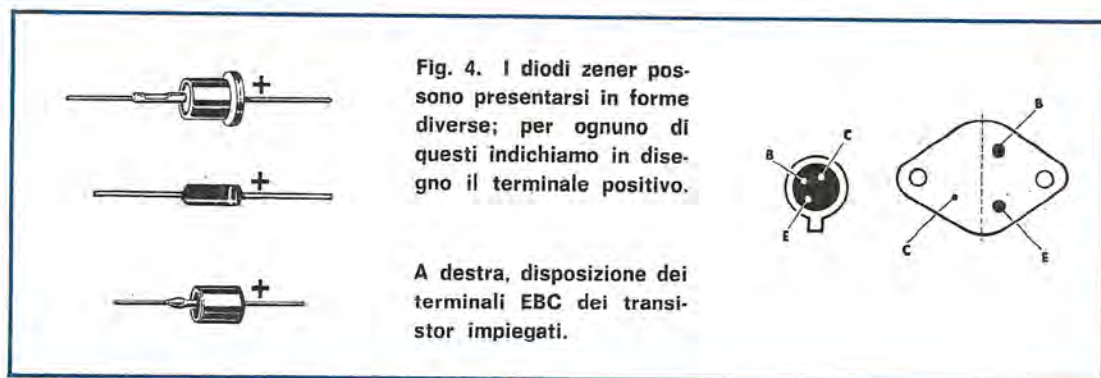 +
+
+
Fig. 4. I diodi zener pos-
sono presentarsi in forme
diverse; per ognuno di
questi indichiamo in dise-
gno il terminale positivo.
A destra, disposizione dei
terminali EBC dei transi-
stor impiegati.
B
C
E
B
C
E